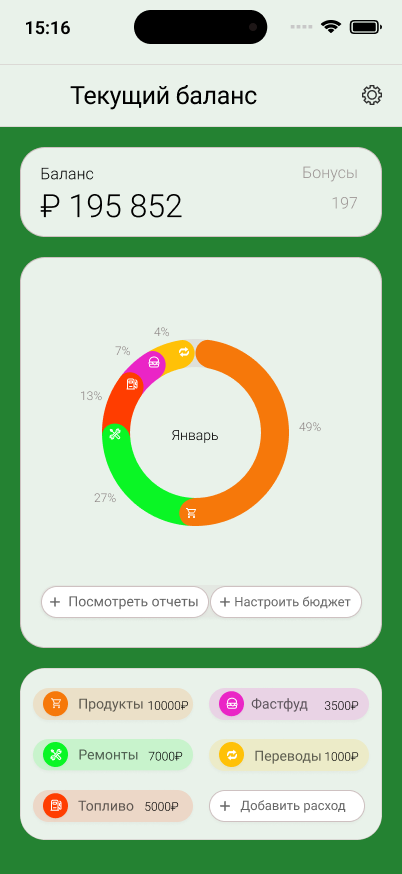 15:16
Текущий баланс
Баланс
Бонусы
₽ 195 852
197
4%
7%
13%
49%
Январь
27%
+ Посмотреть отчеты
+ Настроить бюджет
Продукты 10000₽
Фастфуд 3500₽
Ремонты 7000₽
Переводы 1000₽
Топливо 5000₽
+ Добавить расход